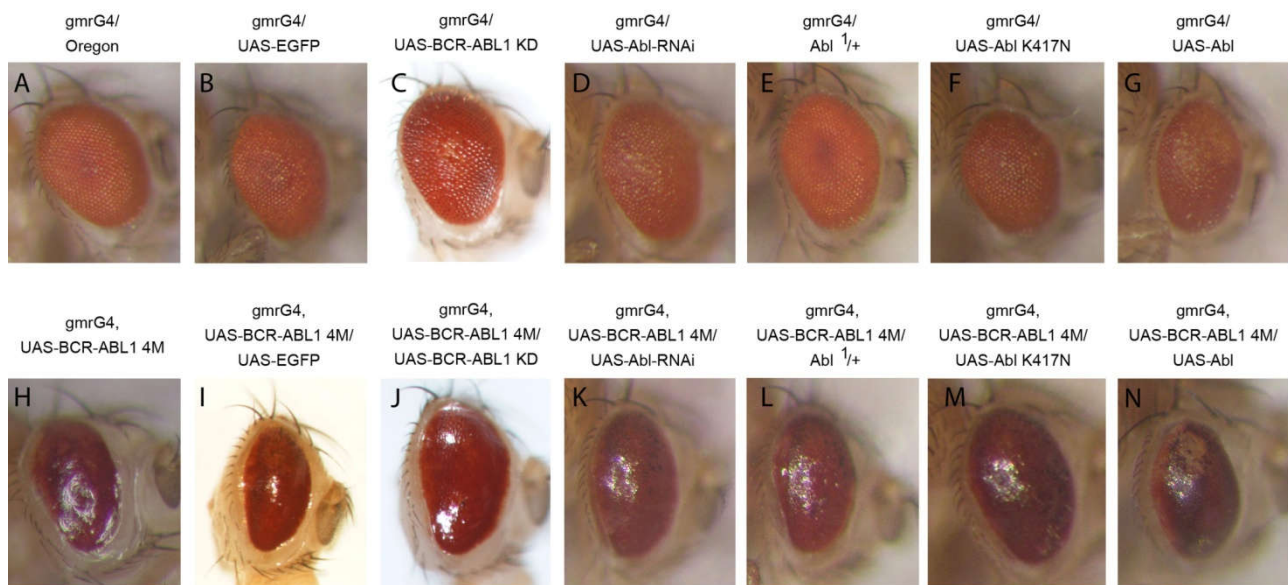 gmrG4/
Oregon
gmrG4/
UAS-EGFP
gmrG4/
UAS-BCR-ABL1 KD
gmrG4/
UAS-Abl-RNAi
gmrG4/
Abl ¹/+
gmrG4/
UAS-Abl K417N
gmrG4/
UAS-Abl
A
B
C
D
E
F
G
gmrG4,
UAS-BCR-ABL1 4M
gmrG4,
UAS-BCR-ABL1 4M/
UAS-EGFP
gmrG4,
UAS-BCR-ABL1 4M/
UAS-BCR-ABL1 KD
gmrG4,
UAS-BCR-ABL1 4M/
UAS-Abl-RNAi
gmrG4,
UAS-BCR-ABL1 4M/
Abl ¹/+
gmrG4,
UAS-BCR-ABL1 4M/
UAS-Abl K417N
gmrG4,
UAS-BCR-ABL1 4M/
UAS-Abl
H
I
J
K
L
M
N